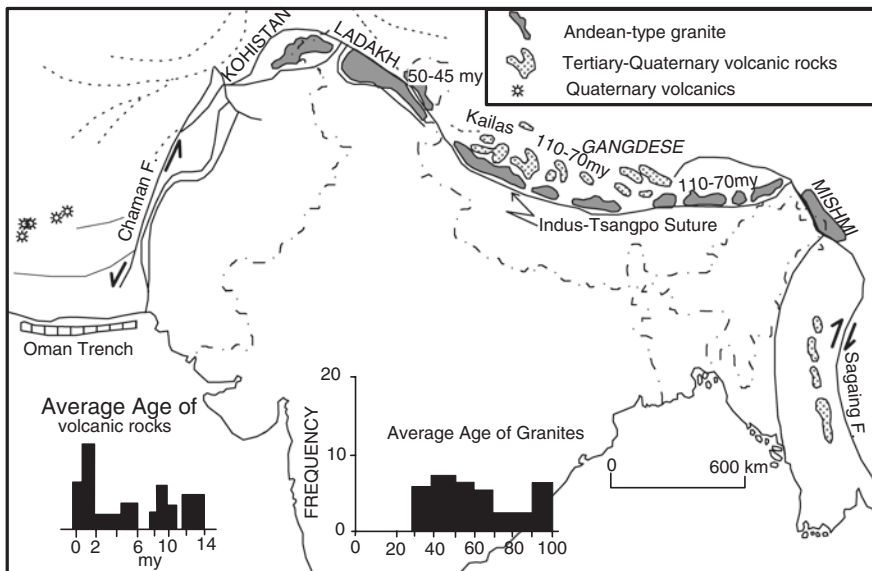 Andean-type granite
Tertiary-Quaternary volcanic rocks
Quaternary volcanics
KOHISTAN
LADAKH
50-45 my
Kailas
110-70my
GANGDESE
110-70my
MISHMI
Indus-Tsangpo Suture
Chaman F.
Oman Trench
Sagaing F.
Average Age of
volcanic rocks
0 2 6 10 14
my
FREQUENCY
20
10
0
Average Age of Granites
0 20 40 60 80 100
0 600 km